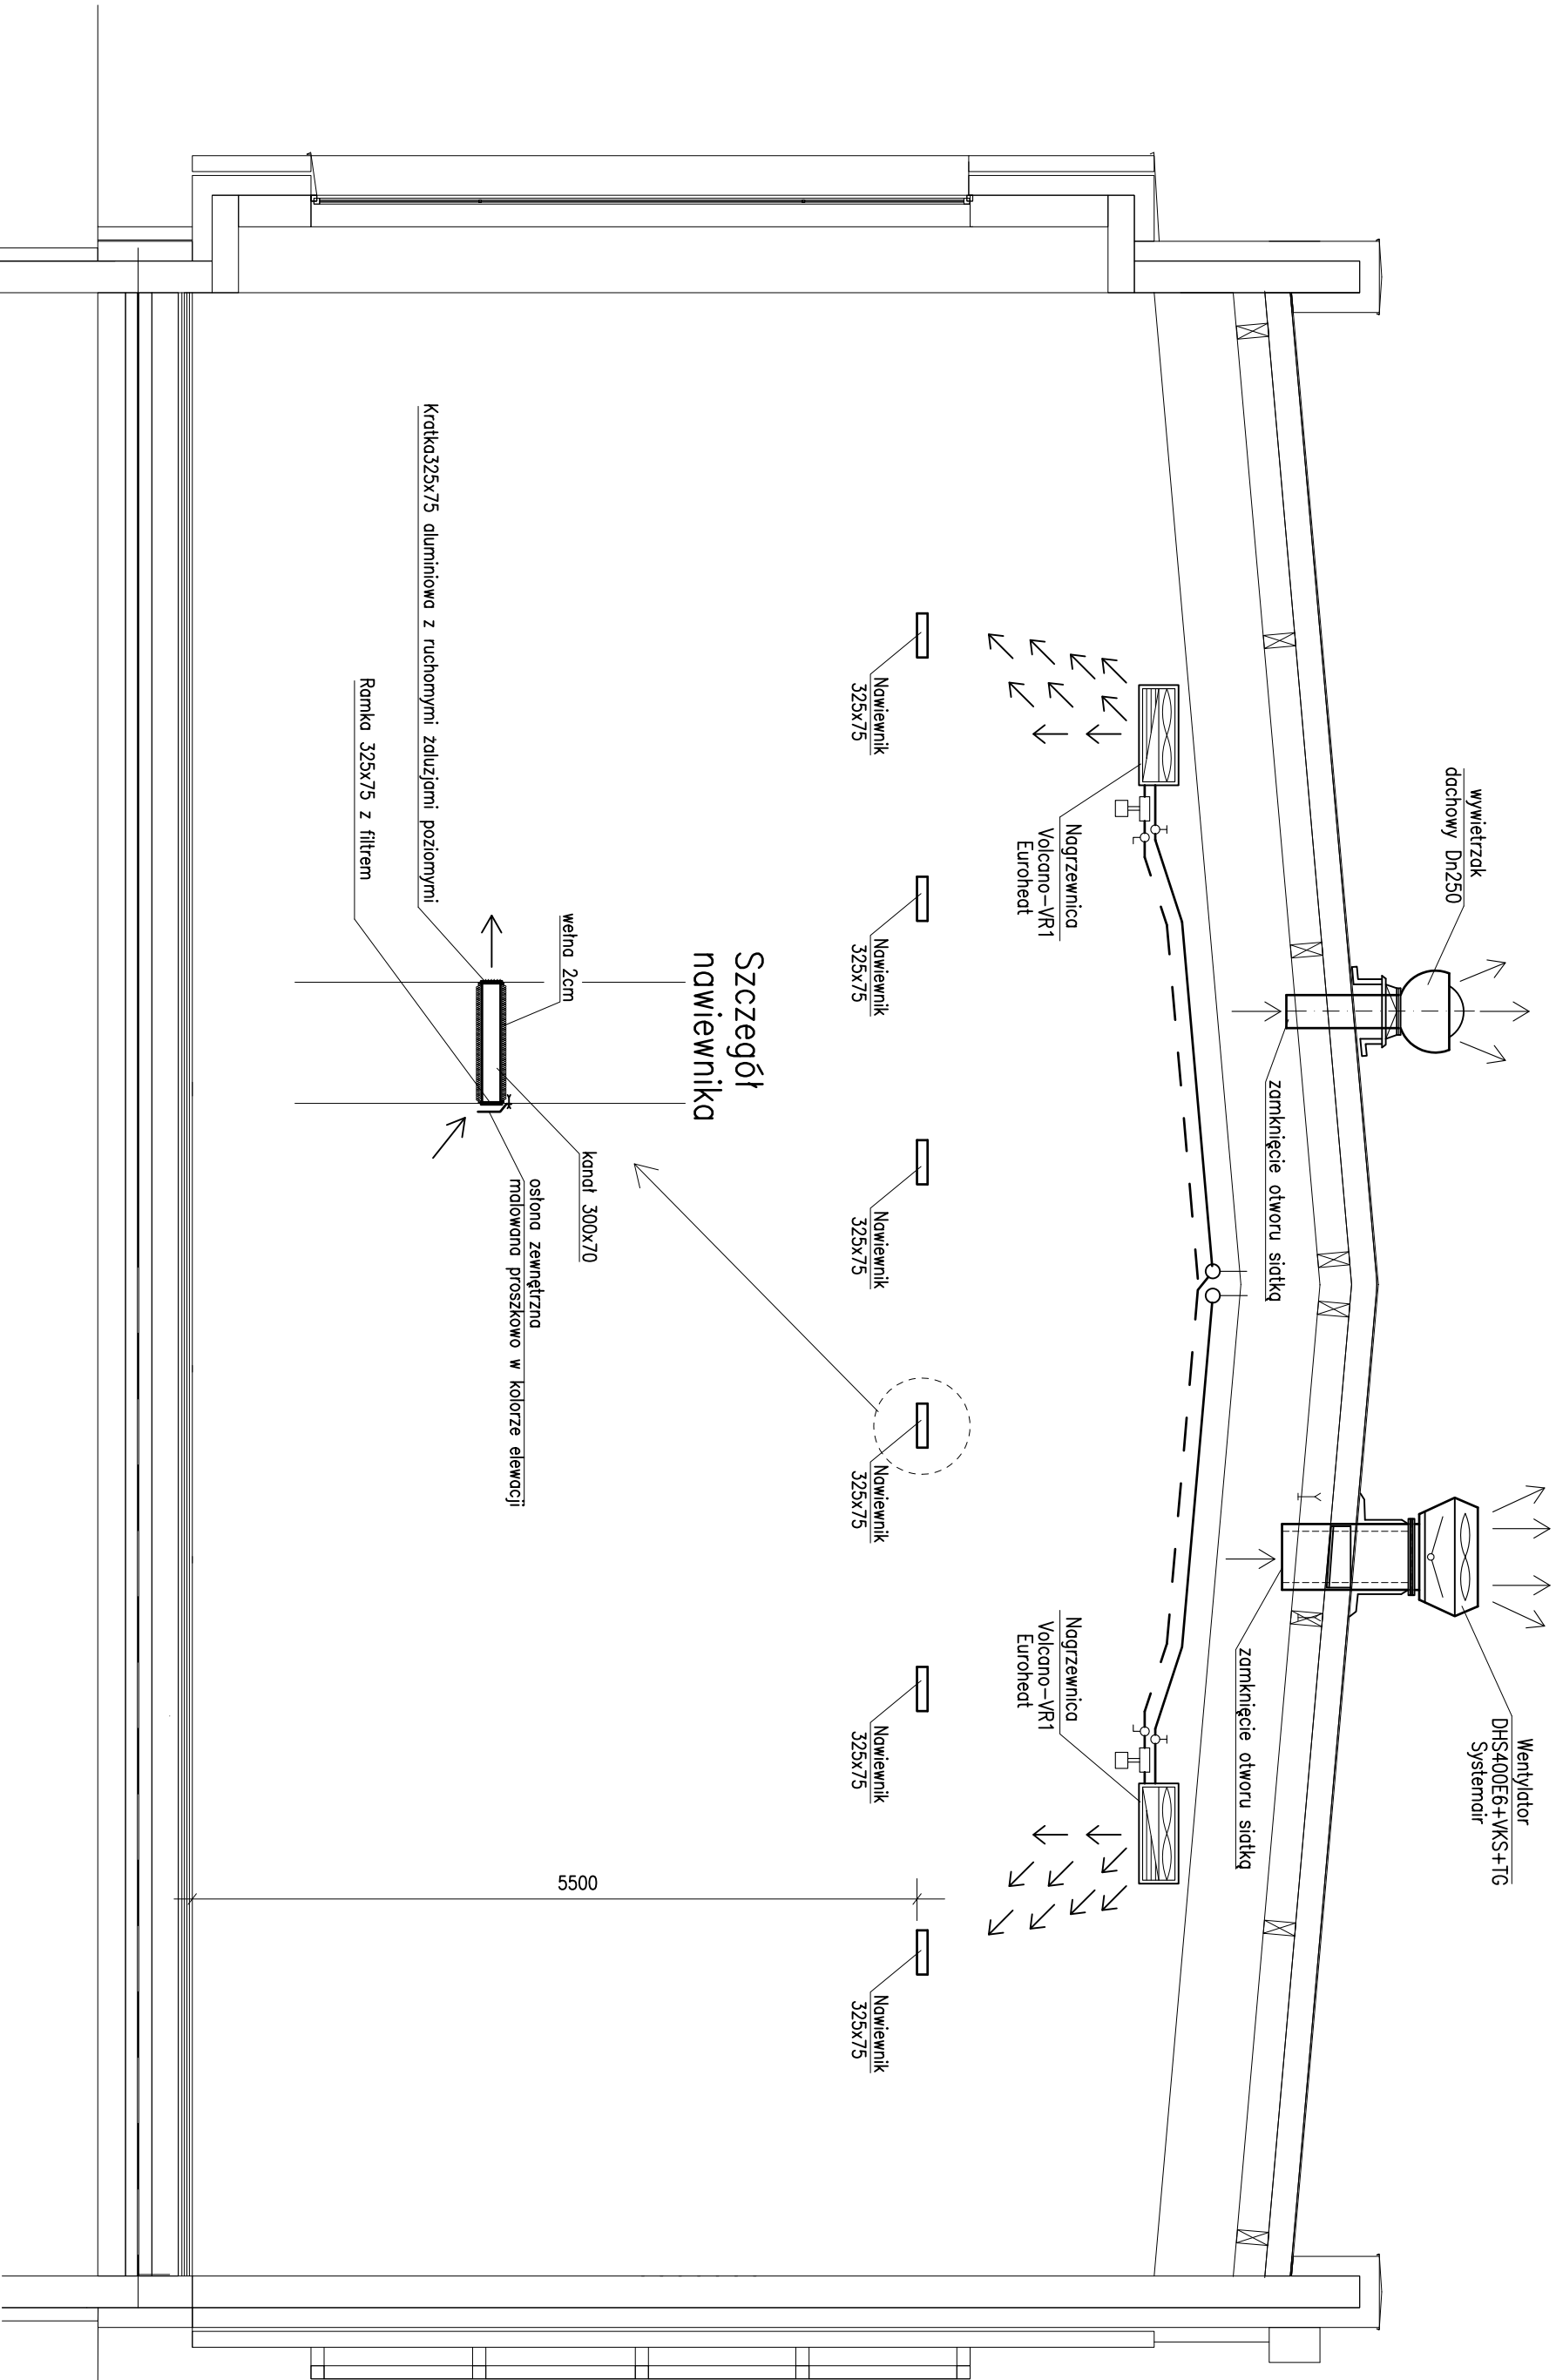 wywietrzak
dachowy Dn250
Wentylator
DHS400E6+VKS+TG
Systemair
zamknięcie otworu siatką
zamknięcie otworu siatką
Nagrzewnica
Volcano-VR1
Euroheat
Nagrzewnica
Volcano-VR1
Euroheat
Nawiewnik
325x75
Nawiewnik
325x75
Nawiewnik
325x75
Nawiewnik
325x75
Nawiewnik
325x75
Nawiewnik
325x75
5500
Szczegół
nawiewnika
wełna 2cm
kanał 300x70
osłona zewnętrzna
malowana proszkowo w kolorze elewacji
Kratka325x75 aluminiowa z ruchomymi żaluzjami poziomymi
Ramka 325x75 z filtrem